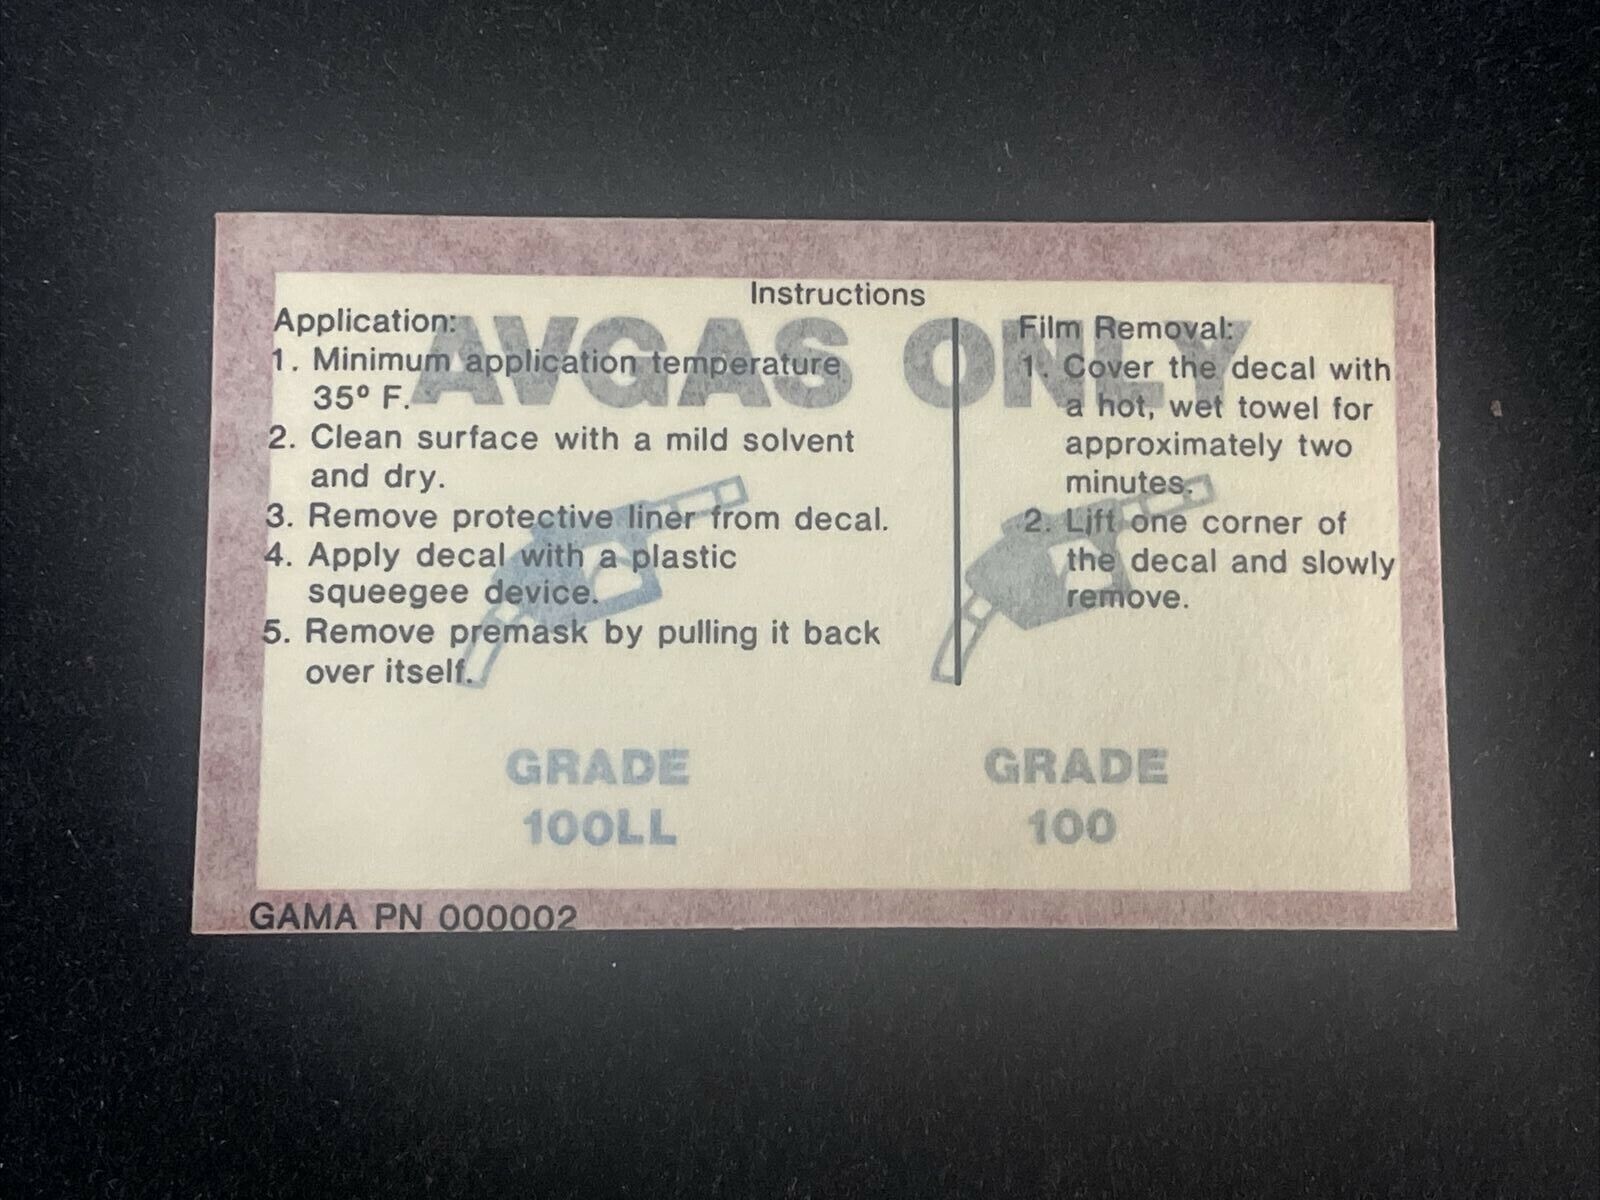 Instructions
Application:
1. Minimum application temperature
35º F.
2. Clean surface with a mild solvent
and dry.
3. Remove protective liner from decal.
4. Apply decal with a plastic
squeegee device.
5. Remove premask by pulling it back
over itself.
Film Removal:
1. Cover the decal with
a hot, wet towel for
approximately two
minutes.
2. Lift one corner of
the decal and slowly
remove.
AVGAS ONLY
GRADE
100LL
GRADE
100
GAMA PN 000002